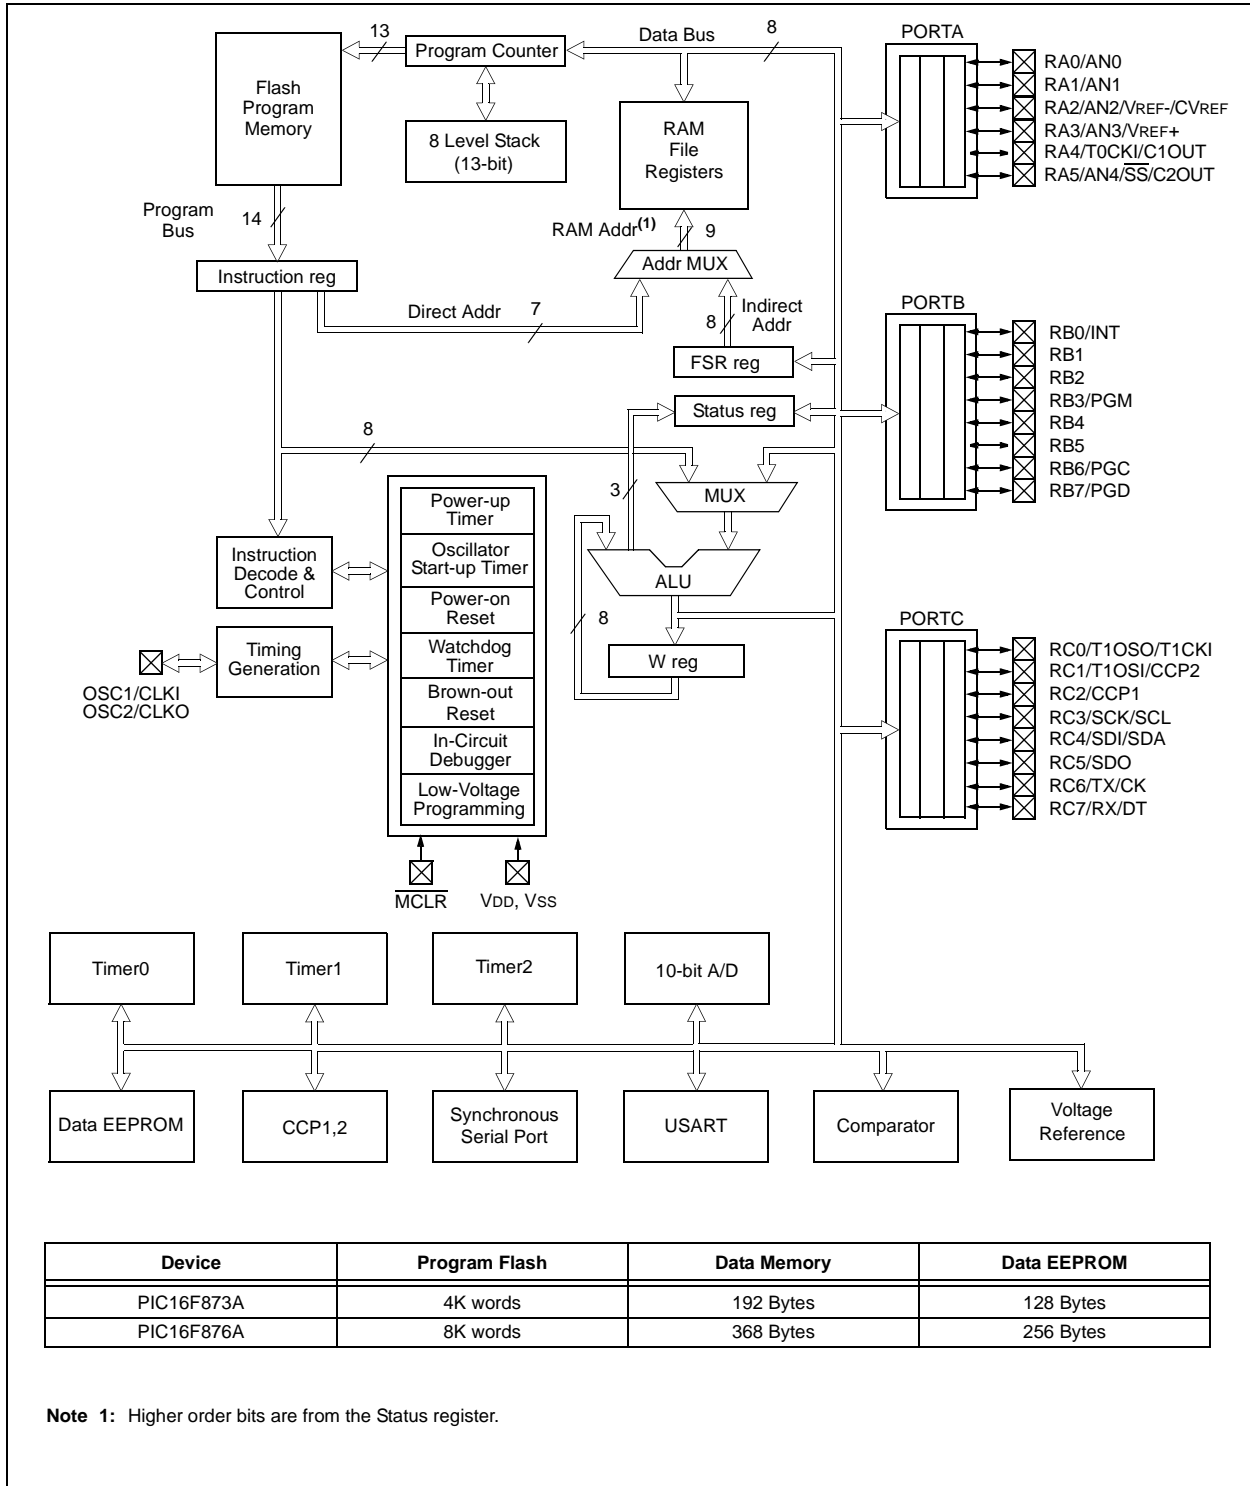 13
Program Counter
Data Bus
8
PORTA
Flash
Program
Memory
8 Level Stack
(13-bit)
RAM
File
Registers
RA0/AN0
RA1/AN1
RA2/AN2/VREF-/CVREF
RA3/AN3/VREF+
RA4/T0CKI/C1OUT
RA5/AN4/S̅S̅/C2OUT
Program
Bus
14
RAM Addr(1)
9
Instruction reg
Addr MUX
Direct Addr
7
8
Indirect
Addr
FSR reg
Status reg
PORTB
RB0/INT
RB1
RB2
RB3/PGM
RB4
RB5
RB6/PGC
RB7/PGD
8
3
MUX
Power-up
Timer
Oscillator
Start-up Timer
Power-on
Reset
Watchdog
Timer
Brown-out
Reset
In-Circuit
Debugger
Low-Voltage
Programming
Instruction
Decode &
Control
Timing
Generation
OSC1/CLKI
OSC2/CLKO
ALU
8
W reg
PORTC
RC0/T1OSO/T1CKI
RC1/T1OSI/CCP2
RC2/CCP1
RC3/SCK/SCL
RC4/SDI/SDA
RC5/SDO
RC6/TX/CK
RC7/RX/DT
M̅C̅L̅R̅
VDD, VSS
Timer0
Timer1
Timer2
10-bit A/D
Data EEPROM
CCP1,2
Synchronous
Serial Port
USART
Comparator
Voltage
Reference
Device Program Flash Data Memory Data EEPROM
PIC16F873A 4K words 192 Bytes 128 Bytes
PIC16F876A 8K words 368 Bytes 256 Bytes
Note 1: Higher order bits are from the Status register.